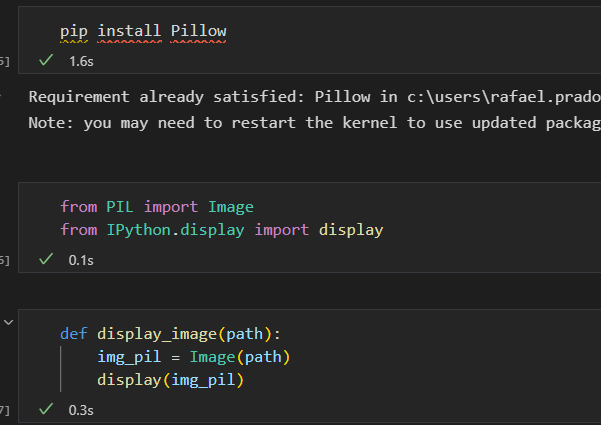 pip install Pillow
5]
1.6s
Requirement already satisfied: Pillow in c:\users\rafael.prado
Note: you may need to restart the kernel to use updated packag
from PIL import Image
from IPython.display import display
6]
0.1s
def display_image(path):
    img_pil = Image(path)
    display(img_pil)
7]
0.3s